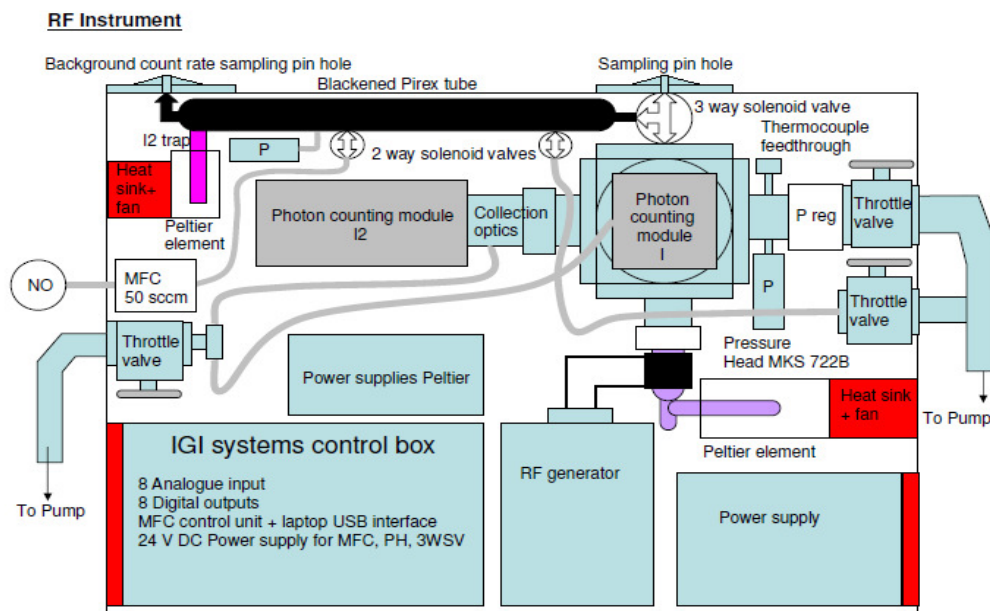 RF Instrument
Background count rate sampling pin hole
Sampling pin hole
Blackened Pirex tube
3 way solenoid valve
Thermocouple
feedthrough
I2 trap
P
2 way solenoid valves
Heat
sink+
fan
Peltier
element
Photon counting module
I2
Collection
optics
Photon
counting
module
I
P reg
Throttle
valve
NO
MFC
50 sccm
P
Throttle
valve
Throttle
valve
Pressure
Head MKS 722B
Power supplies Peltier
Heat sink
+ fan
To Pump
Peltier element
IGI systems control box
8 Analogue input
8 Digital outputs
MFC control unit + laptop USB interface
24 V DC Power supply for MFC, PH, 3WSV
RF generator
Power supply
To Pump